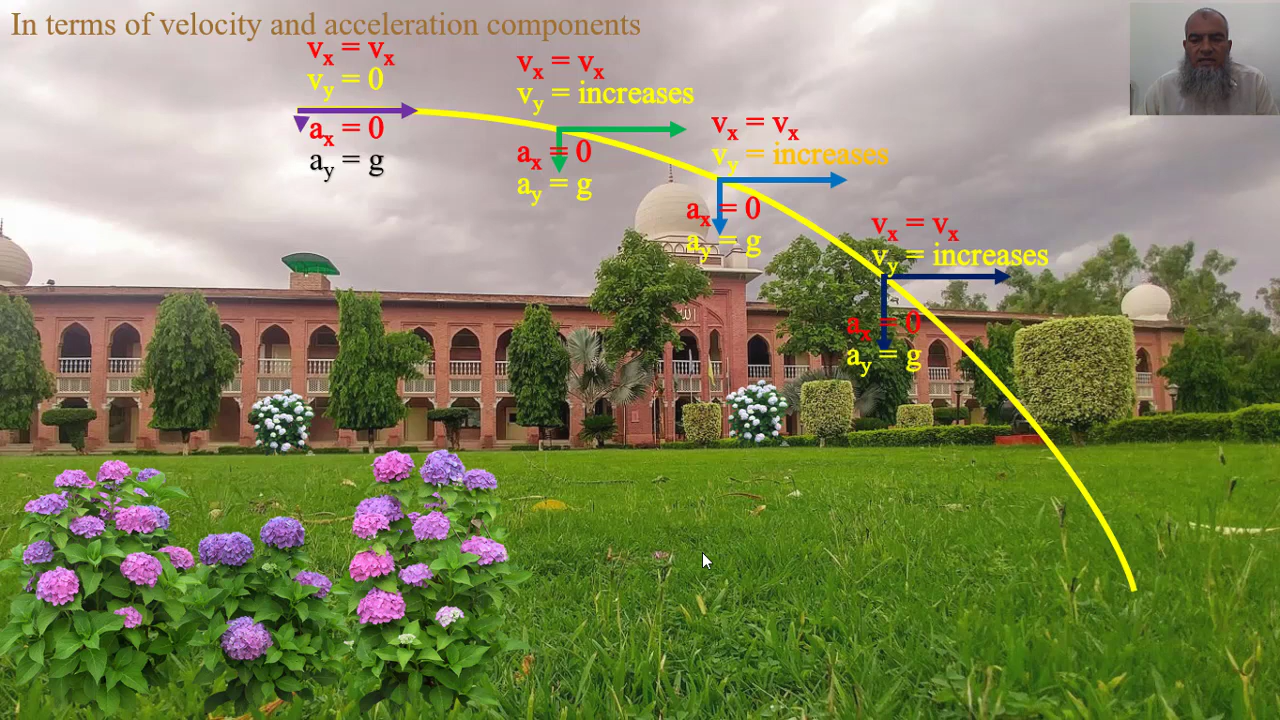 In terms of velocity and acceleration components
vx = vx
vy = 0
ax = 0
ay = g
vx = vx
vy = increases
ax = 0
ay = g
vx = vx
vy = increases
ax = 0
ay = g
vx = vx
vy = increases
ax = 0
ay = g